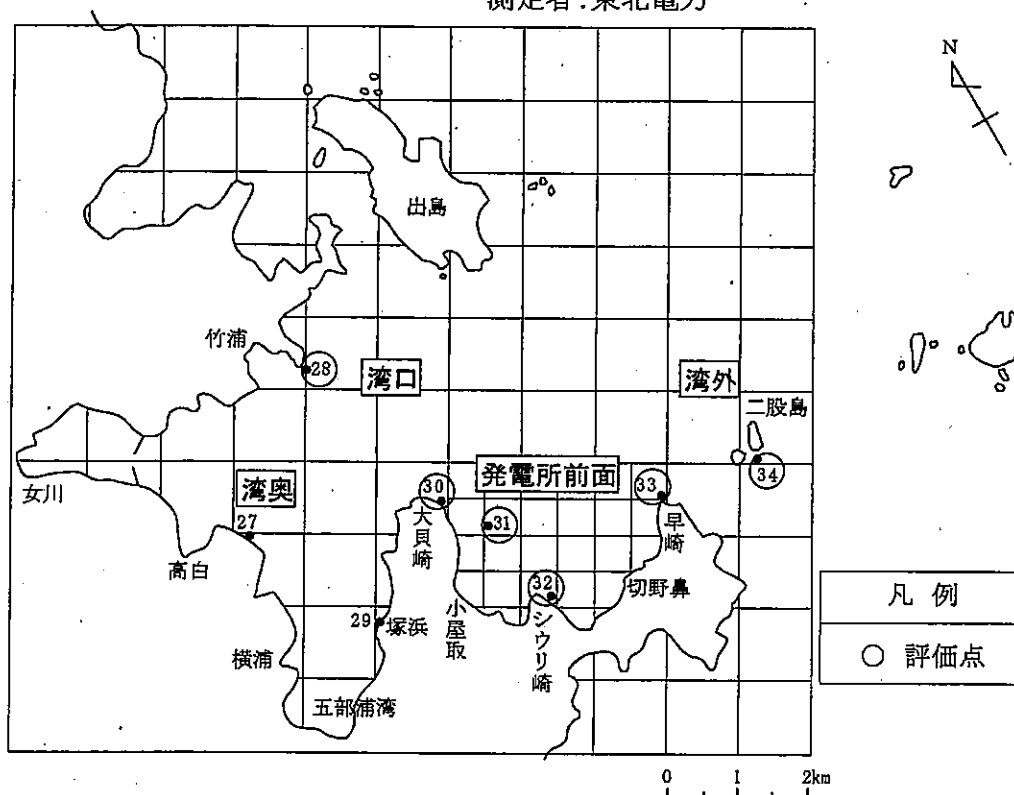 測定者:東北電力
N
出島
竹浦
28
湾口
湾外
二股島
34
発電所前面
女川
湾奥
30
33
27
大貝崎
31
早崎
高白
32
切野鼻
凡 例
29
塚浜
小屋取
シウリ崎
○ 評価点
横浦
五部浦湾
0 1 2km